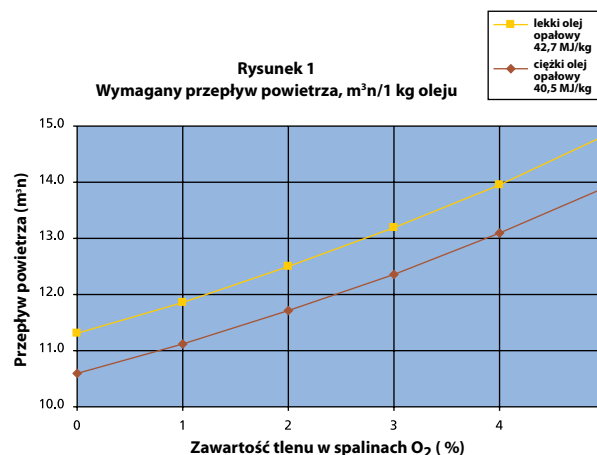 lekki olej
opałowy
42,7 MJ/kg
ciężki olej
opałowy
40,5 MJ/kg
Rysunek 1
Wymagany przepływ powietrza, m³n/1 kg oleju
Przepływ powietrza (m³n)
15.0
14.0
13.0
12.0
11.0
10.0
0 1 2 3 4
Zawartość tlenu w spalinach O₂ ( %)